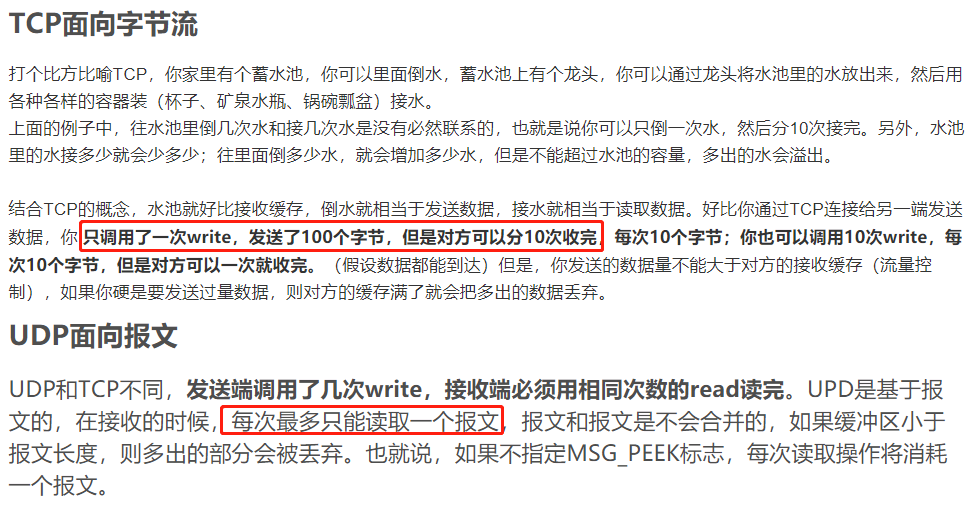 TCP面向字节流
打个比方比喻TCP，你家里有个蓄水池，你可以里面倒水，蓄水池上有个龙头，你可以通过龙头将水池里的水放出来，然后用
各种各样的容器装（杯子、矿泉水瓶、锅碗瓢盆）接水。
上面的例子中，往水池里倒几次水和接几次水是没有必然联系的，也就是说你可以只倒一次水，然后分10次接完。另外，水池
里的水接多少就会少多少；往里面倒多少水，就会增加多少水，但是不能超过水池的容量，多出的水会溢出。
结合TCP的概念，水池就好比接收缓存，倒水就相当于发送数据，接水就相当于读取数据。好比你通过TCP连接给另一端发送
数据，你只调用了一次write，发送了100个字节，但是对方可以分10次收完，每次10个字节；你也可以调用10次write，每
次10个字节，但是对方可以一次就收完。（假设数据都能到达）但是，你发送的数据量不能大于对方的接收缓存（流量控
制），如果你硬是要发送过量数据，则对方的缓存满了就会把多出的数据丢弃。
UDP面向报文
UDP和TCP不同，发送端调用了几次write，接收端必须用相同次数的read读完。UPD是基于报
文的，在接收的时候，每次最多只能读取一个报文，报文和报文是不会合并的，如果缓冲区小于
报文长度，则多出的部分会被丢弃。也就说，如果不指定MSG_PEEK标志，每次读取操作将消耗
一个报文。